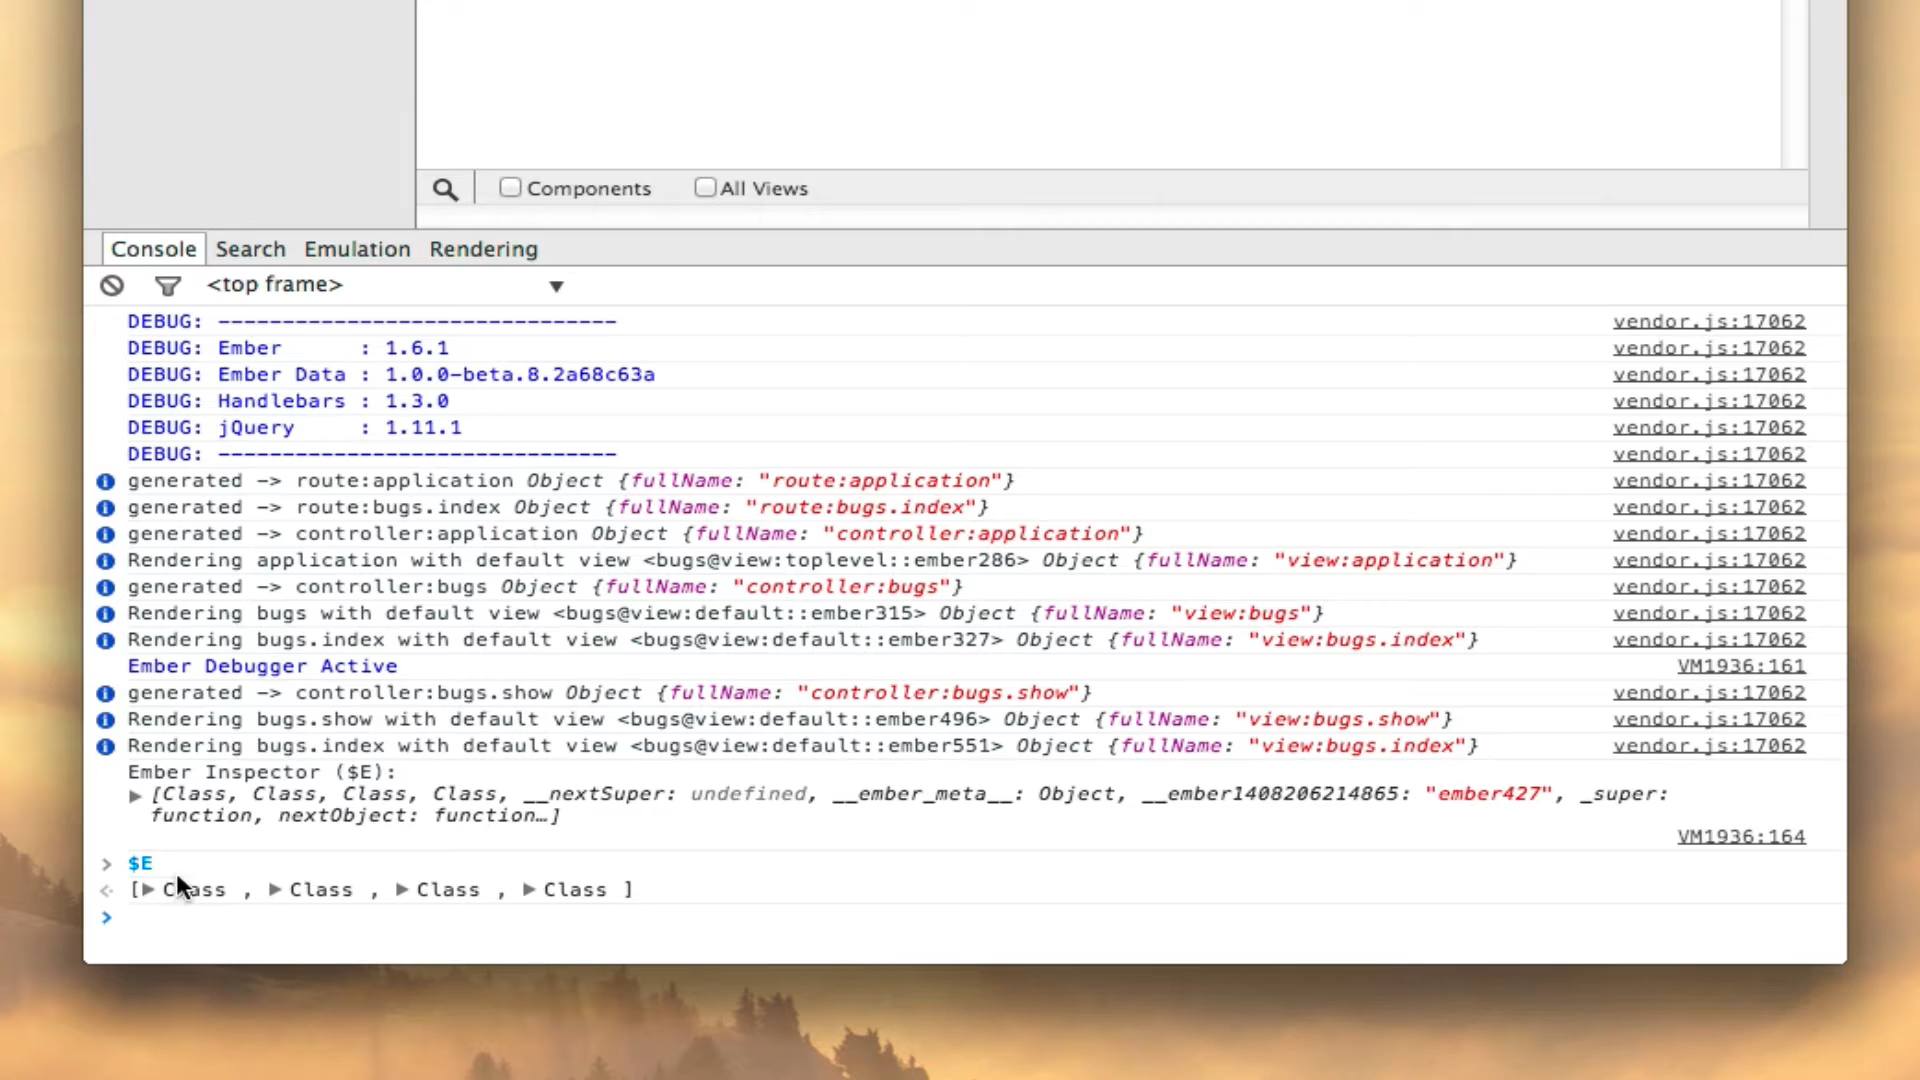 Components All Views
Console Search Emulation Rendering
<top frame>
DEBUG: ------------------------------- vendor.js:17062
DEBUG: Ember      : 1.6.1 vendor.js:17062
DEBUG: Ember Data : 1.0.0-beta.8.2a68c63a vendor.js:17062
DEBUG: Handlebars : 1.3.0 vendor.js:17062
DEBUG: jQuery     : 1.11.1 vendor.js:17062
DEBUG: ------------------------------- vendor.js:17062
generated -> route:application Object {fullName: "route:application"} vendor.js:17062
generated -> route:bugs.index Object {fullName: "route:bugs.index"} vendor.js:17062
generated -> controller:application Object {fullName: "controller:application"} vendor.js:17062
Rendering application with default view <bugs@view:toplevel::ember286> Object {fullName: "view:application"} vendor.js:17062
generated -> controller:bugs Object {fullName: "controller:bugs"} vendor.js:17062
Rendering bugs with default view <bugs@view:default::ember315> Object {fullName: "view:bugs"} vendor.js:17062
Rendering bugs.index with default view <bugs@view:default::ember327> Object {fullName: "view:bugs.index"} vendor.js:17062
Ember Debugger Active VM1936:161
generated -> controller:bugs.show Object {fullName: "controller:bugs.show"} vendor.js:17062
Rendering bugs.show with default view <bugs@view:default::ember496> Object {fullName: "view:bugs.show"} vendor.js:17062
Rendering bugs.index with default view <bugs@view:default::ember551> Object {fullName: "view:bugs.index"} vendor.js:17062
Ember Inspector ($E):
[Class, Class, Class, Class, __nextSuper: undefined, __ember_meta__: Object, __ember1408206214865: "ember427", _super:
function, nextObject: function…]
VM1936:164
> $E
[▶ Class , ▶ Class , ▶ Class , ▶ Class ]
>